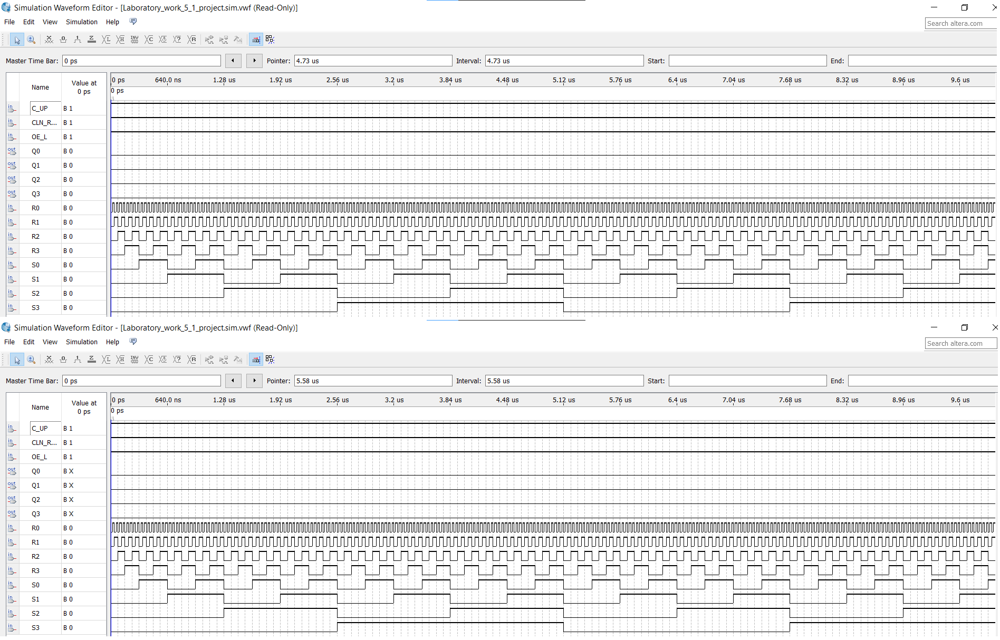 Simulation Waveform Editor - [Laboratory_work_5_1_project.sim.vwf (Read-Only)]
File Edit View Simulation Help
Search altera.com
Master Time Bar: 0 ps Pointer: 4.73 us Interval: 4.73 us Start: End:
Name Value at 0 ps
0 ps 640.0 ns 1.28 us 1.92 us 2.56 us 3.2 us 3.84 us 4.48 us 5.12 us 5.76 us 6.4 us 7.04 us 7.68 us 8.32 us 8.96 us 9.6 us
0 ps
in C_UP B 1
in CLN_R... B 1
in OE_L B 1
out Q0 B 0
out Q1 B 0
out Q2 B 0
out Q3 B 0
in R0 B 0
in R1 B 0
in R2 B 0
in R3 B 0
in S0 B 0
in S1 B 0
in S2 B 0
in S3 B 0
Simulation Waveform Editor - [Laboratory_work_5_1_project.sim.vwf (Read-Only)]
File Edit View Simulation Help
Search altera.com
Master Time Bar: 0 ps Pointer: 5.58 us Interval: 5.58 us Start: End:
Name Value at 0 ps
0 ps 640.0 ns 1.28 us 1.92 us 2.56 us 3.2 us 3.84 us 4.48 us 5.12 us 5.76 us 6.4 us 7.04 us 7.68 us 8.32 us 8.96 us 9.6 us
0 ps
in C_UP B 1
in CLN_R... B 1
in OE_L B 1
out Q0 B X
out Q1 B X
out Q2 B X
out Q3 B X
in R0 B 0
in R1 B 0
in R2 B 0
in R3 B 0
in S0 B 0
in S1 B 0
in S2 B 0
in S3 B 0